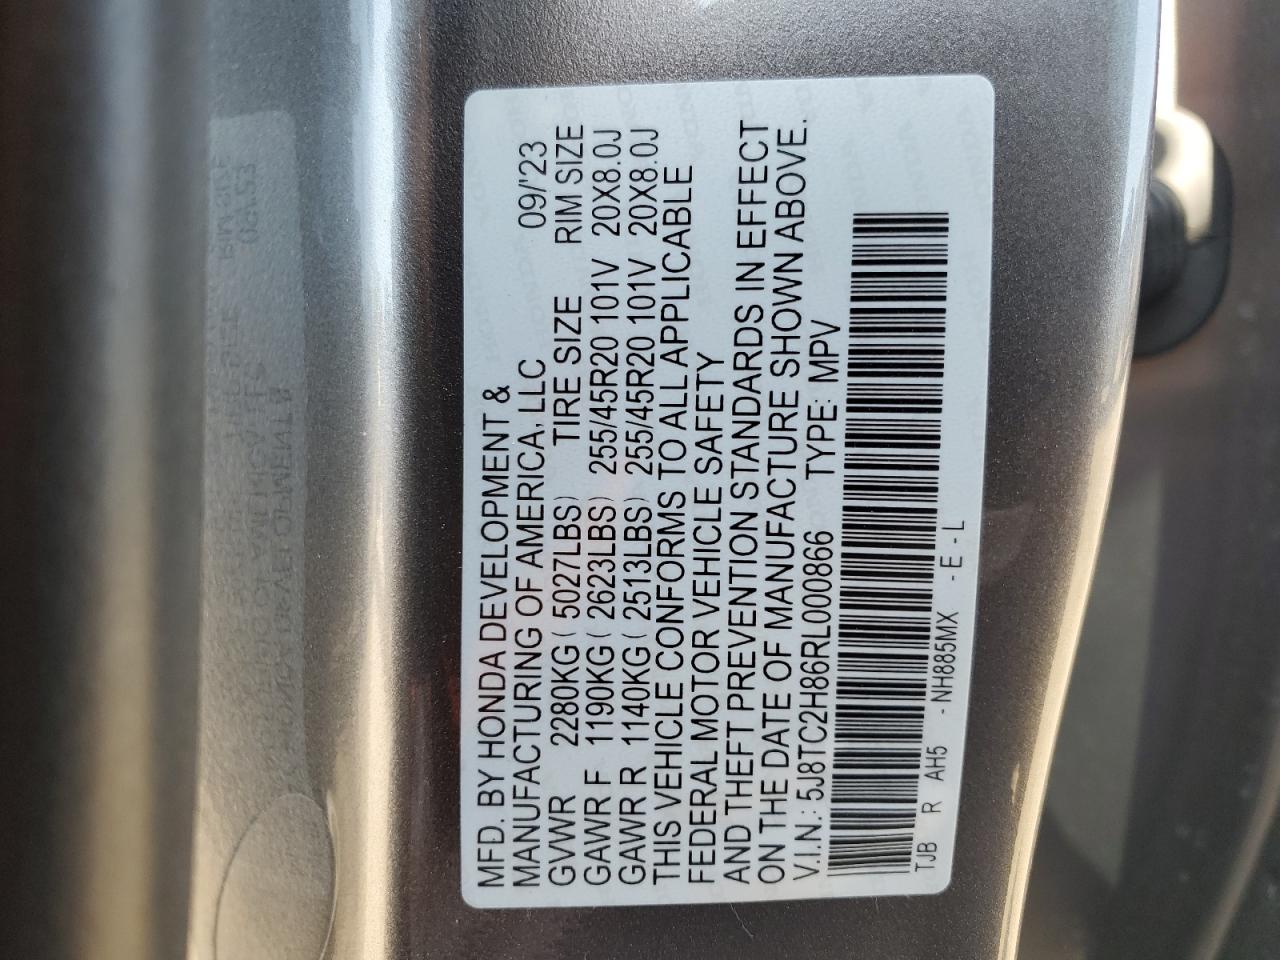 MFD. BY HONDA DEVELOPMENT &
MANUFACTURING OF AMERICA, LLC 09/'23
GVWR 2280KG ( 5027LBS) TIRE SIZE RIM SIZE
GAWR F 1190KG ( 2623LBS) 255/45R20 101V 20X8.0J
GAWR R 1140KG ( 2513LBS) 255/45R20 101V 20X8.0J
THIS VEHICLE CONFORMS TO ALL APPLICABLE
FEDERAL MOTOR VEHICLE SAFETY
AND THEFT PREVENTION STANDARDS IN EFFECT
ON THE DATE OF MANUFACTURE SHOWN ABOVE.
V.I.N.: 5J8TC2H86RL000866 TYPE: MPV
TJB R AH5 - NH885MX - E - L